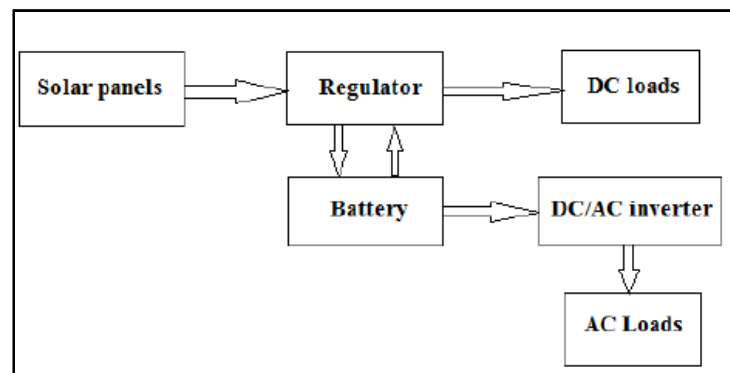 Solar panels
Regulator
DC loads
Battery
DC/AC inverter
AC Loads